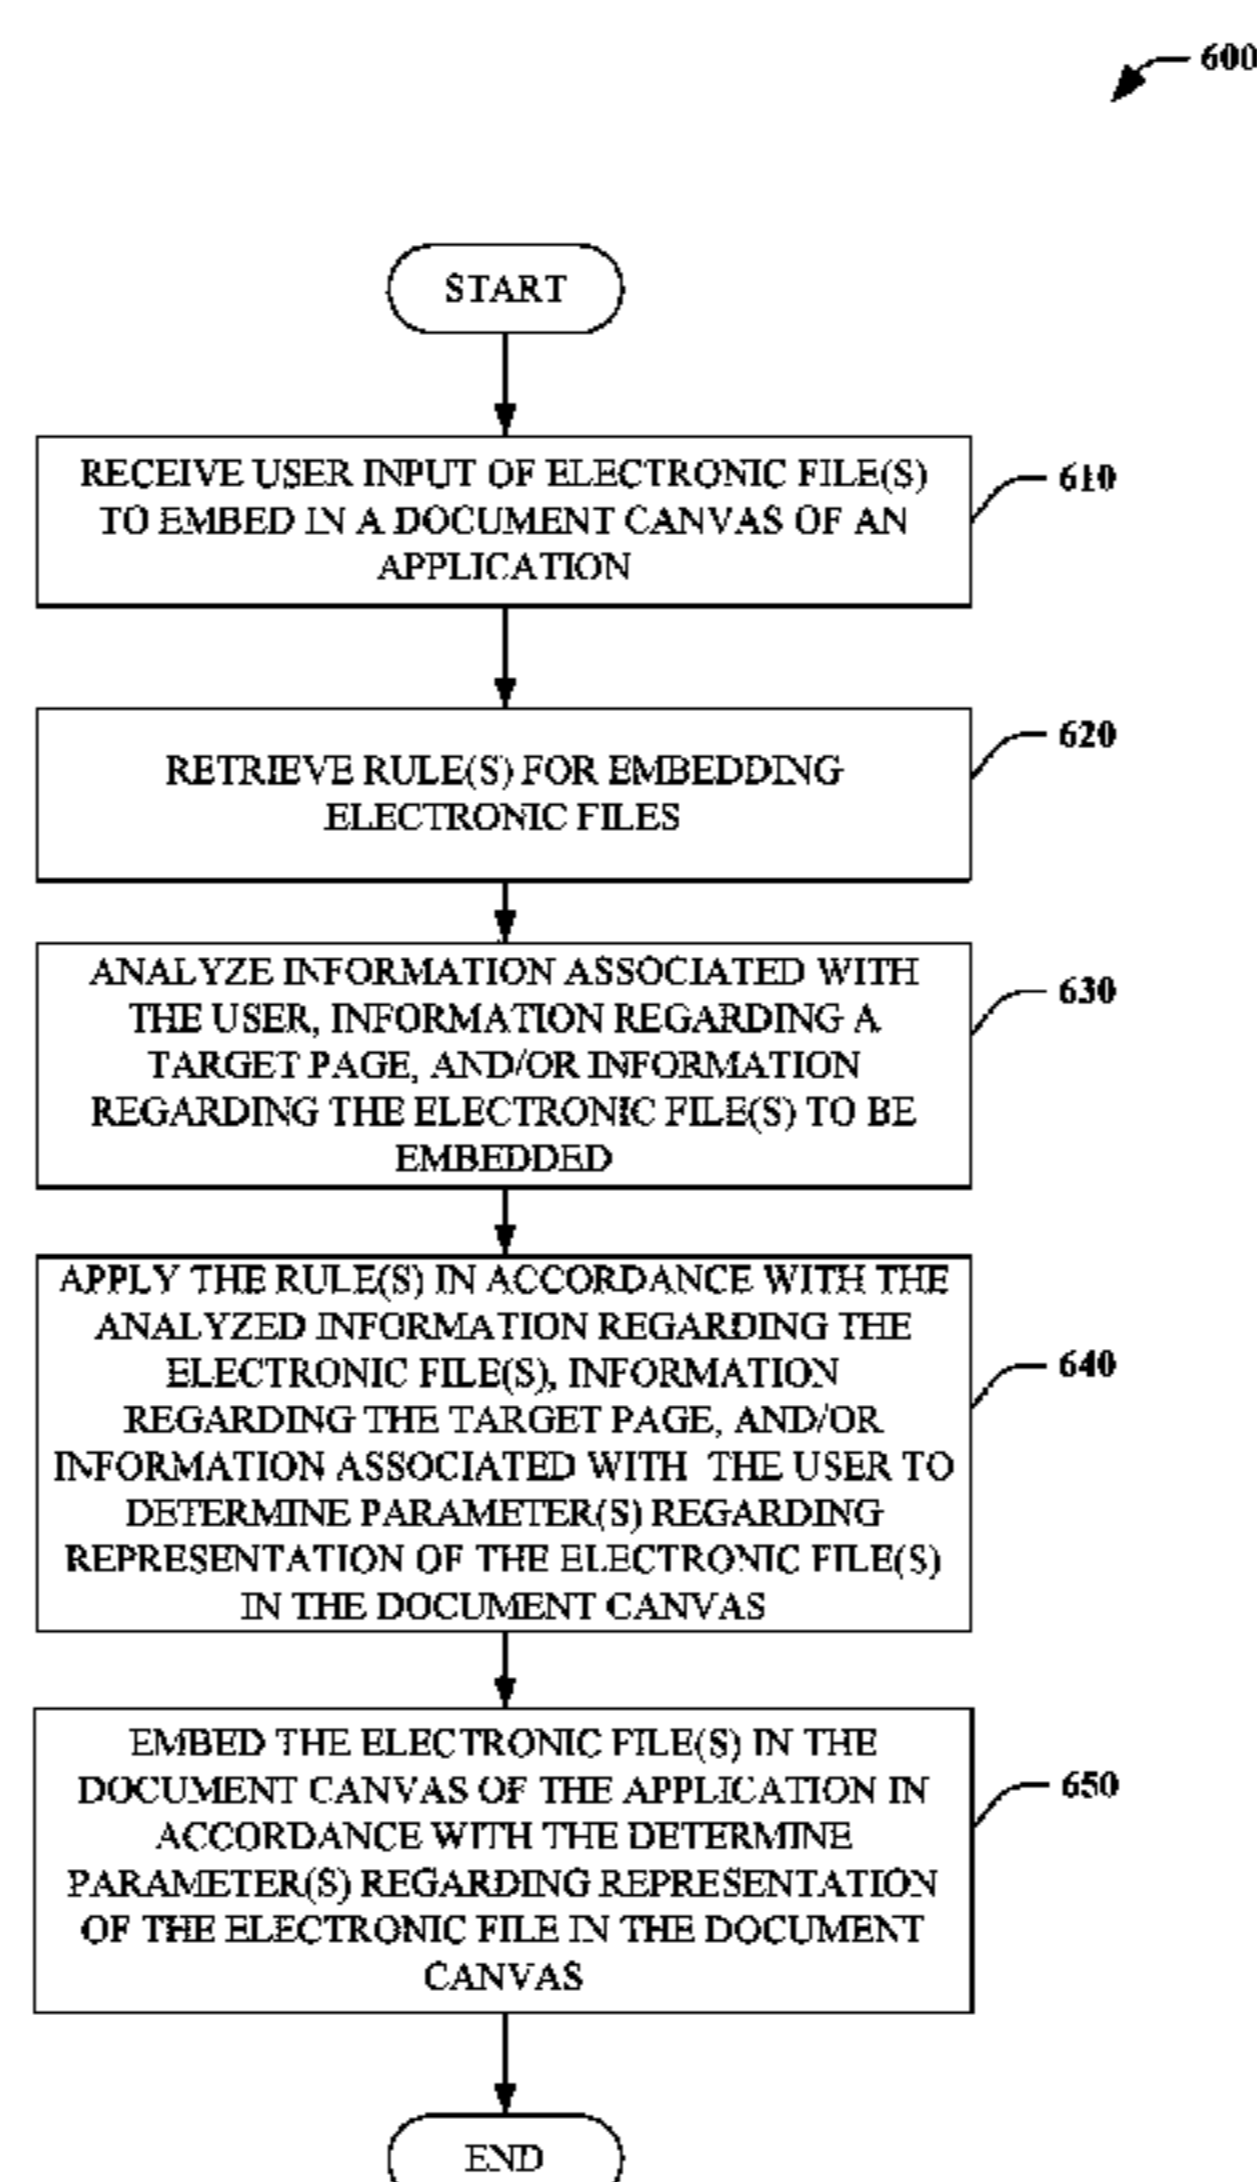 600
START
RECEIVE USER INPUT OF ELECTRONIC FILE(S)
TO EMBED IN A DOCUMENT CANVAS OF AN
APPLICATION
610
RETRIEVE RULE(S) FOR EMBEDDING
ELECTRONIC FILES
620
ANALYZE INFORMATION ASSOCIATED WITH
THE USER, INFORMATION REGARDING A
TARGET PAGE, AND/OR INFORMATION
REGARDING THE ELECTRONIC FILE(S) TO BE
EMBEDDED
630
APPLY THE RULE(S) IN ACCORDANCE WITH THE
ANALYZED INFORMATION REGARDING THE
ELECTRONIC FILE(S), INFORMATION
REGARDING THE TARGET PAGE, AND/OR
INFORMATION ASSOCIATED WITH THE USER TO
DETERMINE PARAMETER(S) REGARDING
REPRESENTATION OF THE ELECTRONIC FILE(S)
IN THE DOCUMENT CANVAS
640
EMBED THE ELECTRONIC FILE(S) IN THE
DOCUMENT CANVAS OF THE APPLICATION IN
ACCORDANCE WITH THE DETERMINE
PARAMETER(S) REGARDING REPRESENTATION
OF THE ELECTRONIC FILE IN THE DOCUMENT
CANVAS
650
END